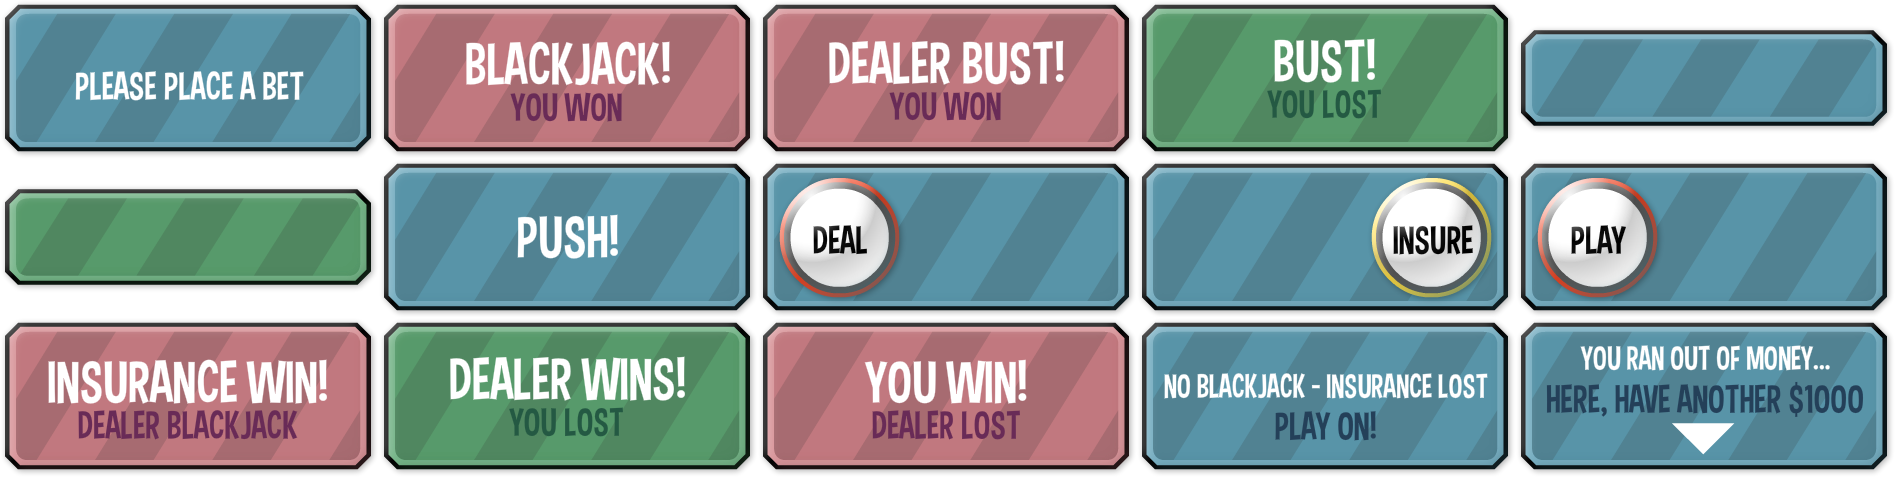 PLEASE PLACE A BET
BLACKJACK!
YOU WON
DEALER BUST!
YOU WON
BUST!
YOU LOST
PUSH!
DEAL
INSURE
PLAY
INSURANCE WIN!
DEALER BLACKJACK
DEALER WINS!
YOU LOST
YOU WIN!
DEALER LOST
NO BLACKJACK - INSURANCE LOST
PLAY ON!
YOU RAN OUT OF MONEY...
HERE, HAVE ANOTHER $1000